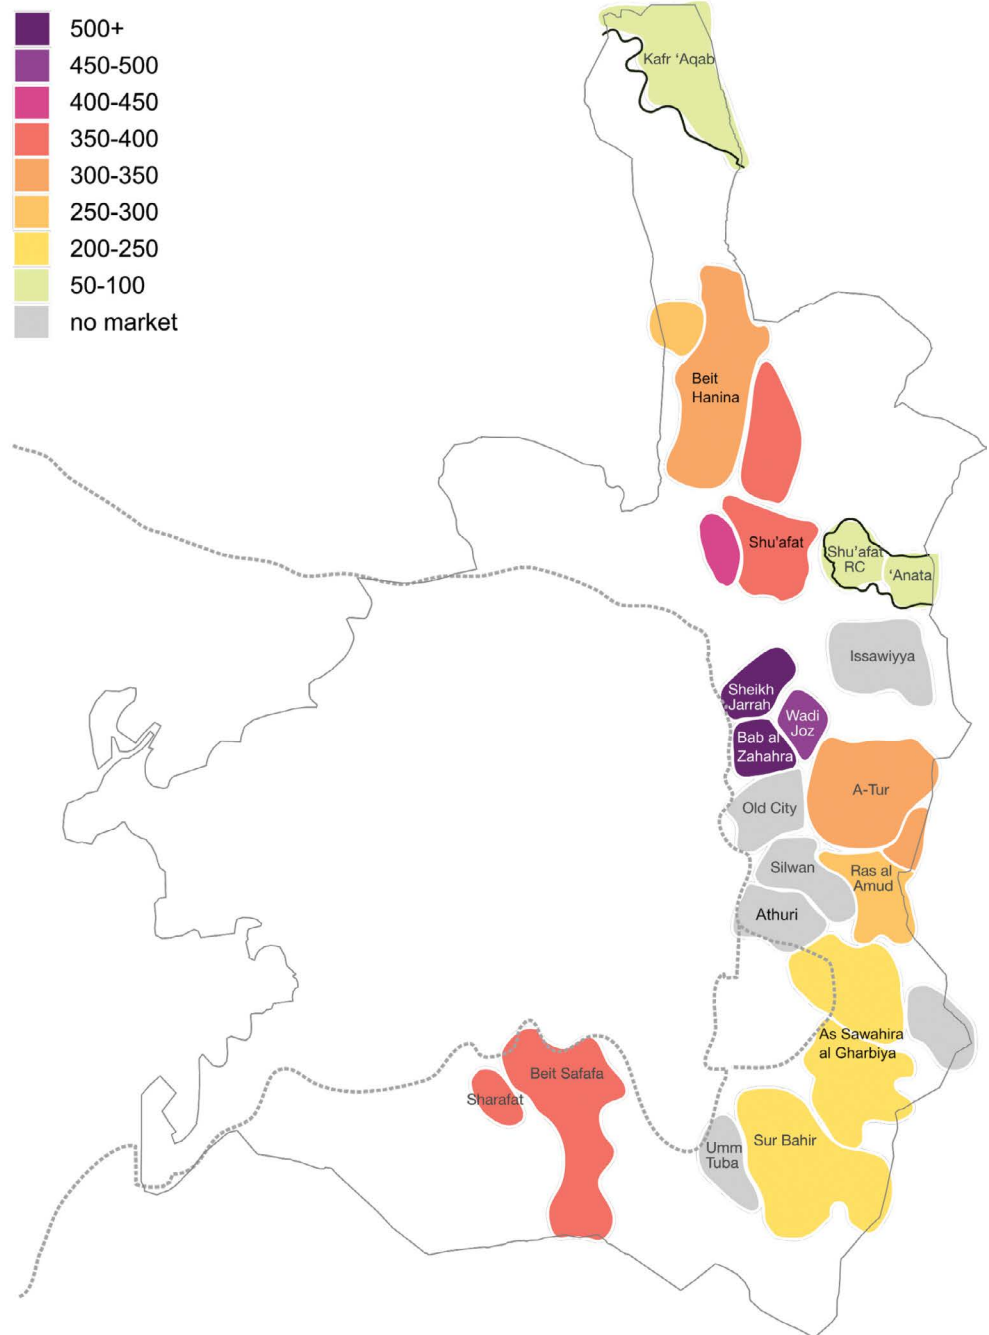 500+
450-500
400-450
350-400
300-350
250-300
200-250
50-100
no market
Kafr ‘Aqab
Beit
Hanina
Shu’afat
Shu’afat
RC
‘Anata
Issawiyya
Sheikh
Jarrah
Wadi
Joz
Bab al
Zahahra
A-Tur
Old City
Silwan
Ras al
Amud
Athuri
As Sawahira
al Gharbiya
Beit Safafa
Sharafat
Umm
Tuba
Sur Bahir